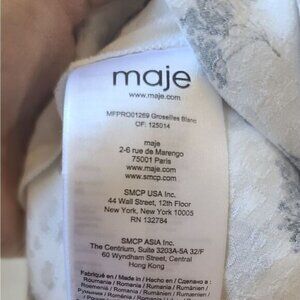 maje
www.maje.com
MFPRO01269 Groseilles Blanc
OF: 125014
maje
2-6 rue de Marengo
75001 Paris
www.maje.com
www.smcp.com
SMCP USA Inc.
44 Wall Street, 12th Floor
New York, New York 10005
RN 132784
SMCP ASIA Inc.
The Centrium, Suite 3203A-5A 32/F
60 Wyndham Street, Central
Hong Kong
Fabriqué en / Made in / Hecho en / Сделано в :
Roumanie / Romania / Rumania / Rumänien /